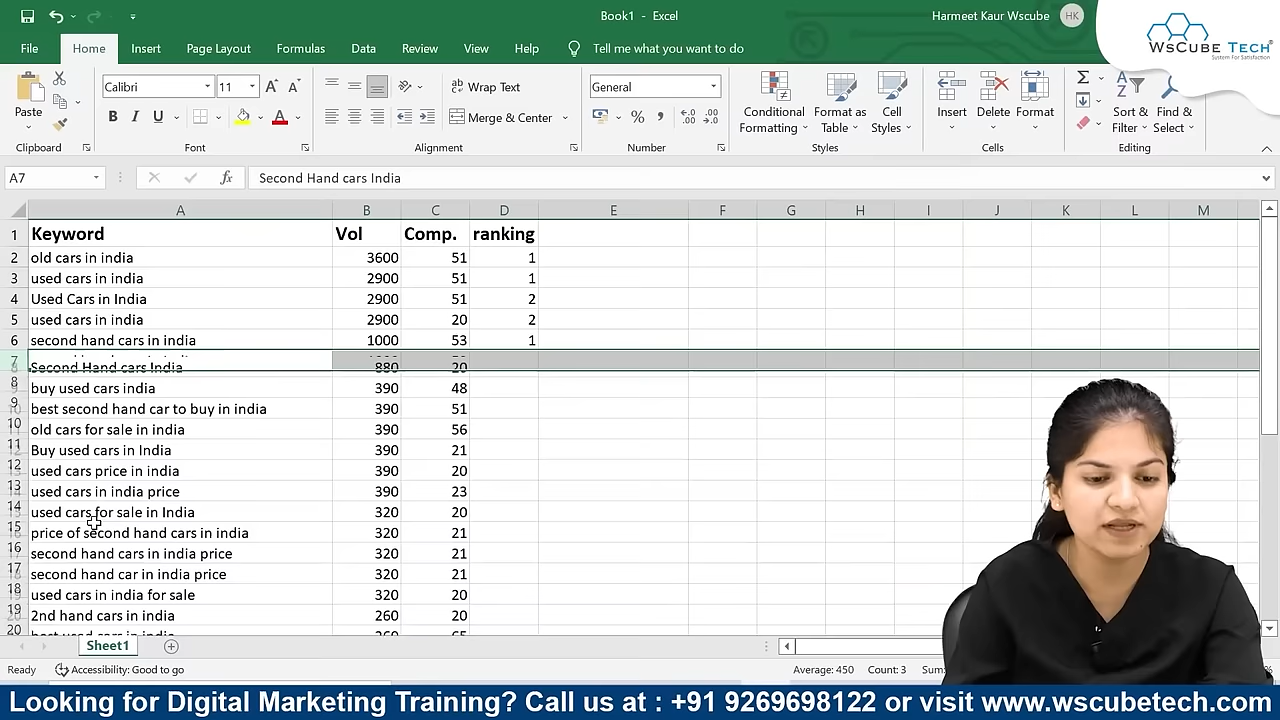 Book1 - Excel
Harmeet Kaur Wscube HK
WSCUBE TECH
System For Satisfaction
File Home Insert Draw Page Layout Formulas Data Review View Help Tell me what you want to do
Paste
Calibri 11
B I U
Wrap Text
Merge & Center
General
% ,
Conditional Formatting
Format as Table
Cell Styles
Insert Delete Format
Sort & Filter
Find & Select
Clipboard Font Alignment Number Styles Cells Editing
A7 fx Second Hand cars India
A B C D E F G H I J K L M
1 Keyword Vol Comp. ranking
2 old cars in india 3600 51 1
3 used cars in india 2900 51 1
4 Used Cars in India 2900 51 2
5 used cars in india 2900 20 2
6 second hand cars in india 1000 53 1
7 Second Hand cars India 880 20
8 buy used cars india 390 48
9 best second hand car to buy in india 390 51
10 old cars for sale in india 390 56
11 Buy used cars in India 390 21
12 used cars price in india 390 20
13 used cars in india price 390 23
14 used cars for sale in India 320 20
15 price of second hand cars in india 320 21
16 second hand cars in india price 320 21
17 second hand car in india price 320 21
18 used cars in india for sale 320 20
19 2nd hand cars in india 260 20
20 best used cars in india 260 65
Sheet1
Ready Accessibility: Good to go Average: 450 Count: 3 Sum:
Looking for Digital Marketing Training? Call us at : +91 9269698122 or visit www.wscubetech.com